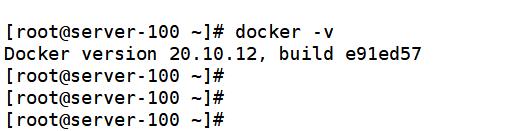 [root@server-100 ~]# docker -v
Docker version 20.10.12, build e91ed57
[root@server-100 ~]#
[root@server-100 ~]#
[root@server-100 ~]#